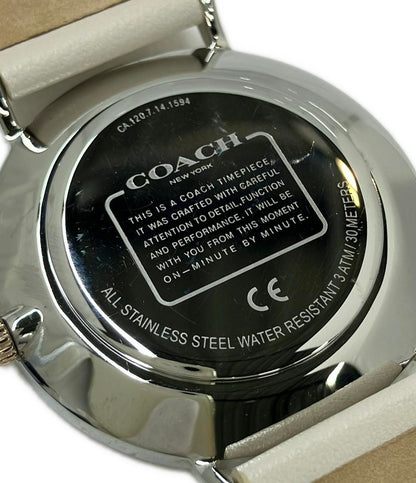 CA.120.7.14.1594
COACH
NEW YORK
THIS IS A COACH TIMEPIECE.
IT WAS CRAFTED WITH CAREFUL
ATTENTION TO DETAIL,FUNCTION
AND PERFORMANCE. IT WILL BE
WITH YOU FROM THIS MOMENT
ON—MINUTE BY MINUTE.
CE
ALL STAINLESS STEEL WATER RESISTANT 3 ATM / 30 METERS